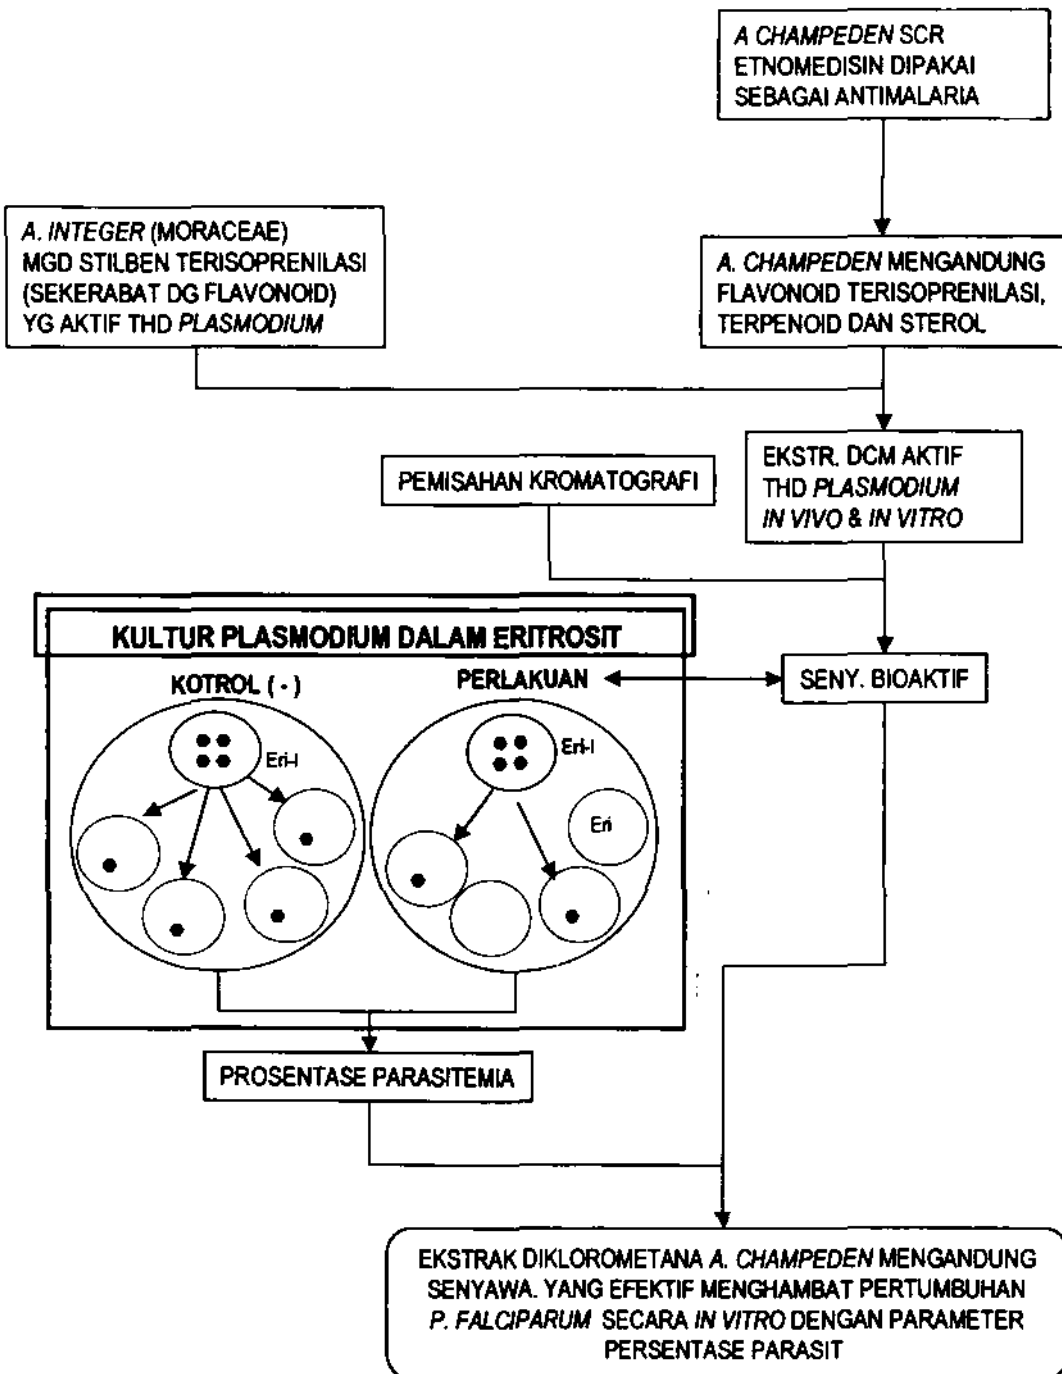 A CHAMPEDEN SCR
ETNOMEDISIN DIPAKAI
SEBAGAI ANTIMALARIA
A. INTEGER (MORACEAE)
MGD STILBEN TERISOPRENILASI
(SEKERABAT DG FLAVONOID)
YG AKTIF THD PLASMODIUM
A. CHAMPEDEN MENGANDUNG
FLAVONOID TERISOPRENILASI,
TERPENOID DAN STEROL
EKSTR. DCM AKTIF
THD PLASMODIUM
IN VIVO & IN VITRO
PEMISAHAN KROMATOGRAFI
KULTUR PLASMODIUM DALAM ERITROSIT
KOTROL ( - )
PERLAKUAN
SENY. BIOAKTIF
Eri-I
Eri-I
Eri
PROSENTASE PARASITEMIA
EKSTRAK DIKLOROMETANA A. CHAMPEDEN MENGANDUNG
SENYAWA. YANG EFEKTIF MENGHAMBAT PERTUMBUHAN
P. FALCIPARUM SECARA IN VITRO DENGAN PARAMETER
PERSENTASE PARASIT